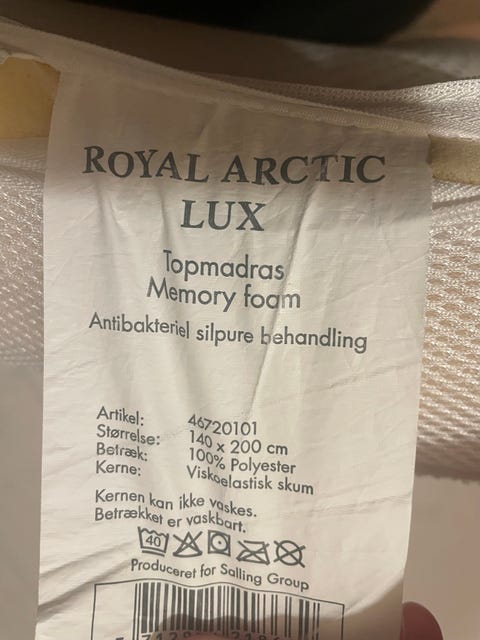 ROYAL ARCTIC
LUX
Topmadras
Memory foam
Antibakteriel silpure behandling
Artikel: 46720101
Størrelse: 140 x 200 cm
Betræk: 100% Polyester
Kerne: Viskoelastisk skum
Kernen kan ikke vaskes.
Betrækket er vaskbart.
40
Produceret for Salling Group